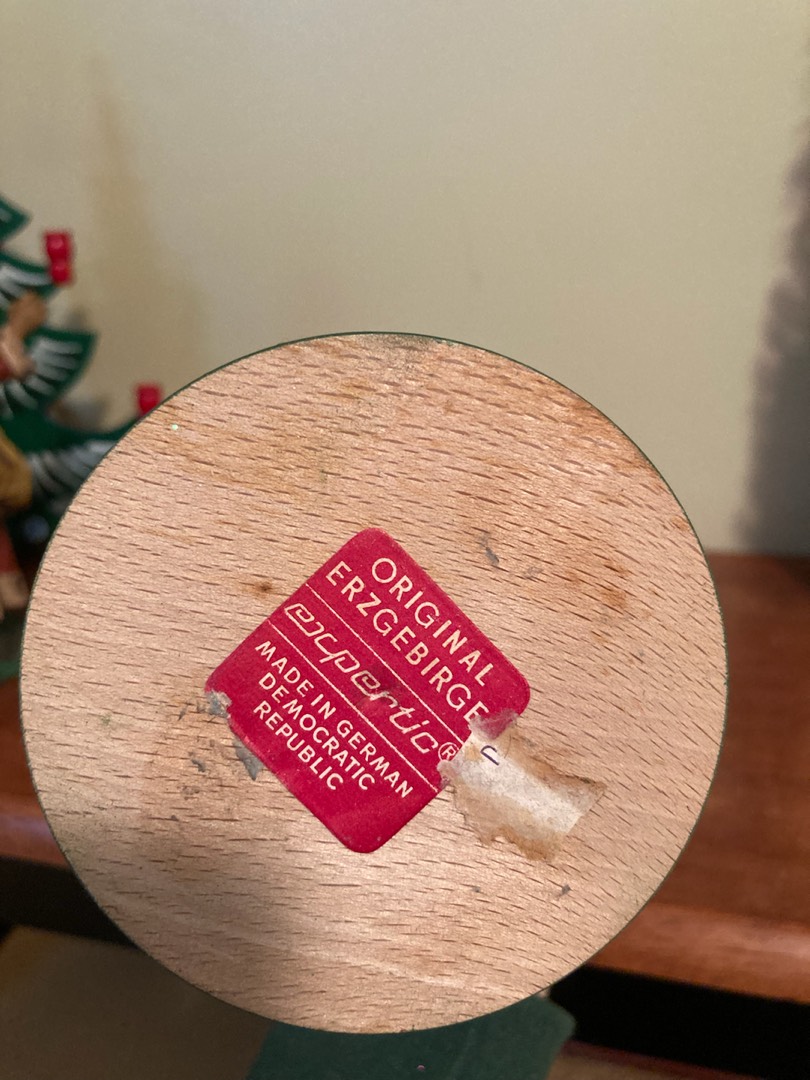 ORIGINAL
ERZGEBIRGE
expertic®
MADE IN GERMAN
DEMOCRATIC
REPUBLIC